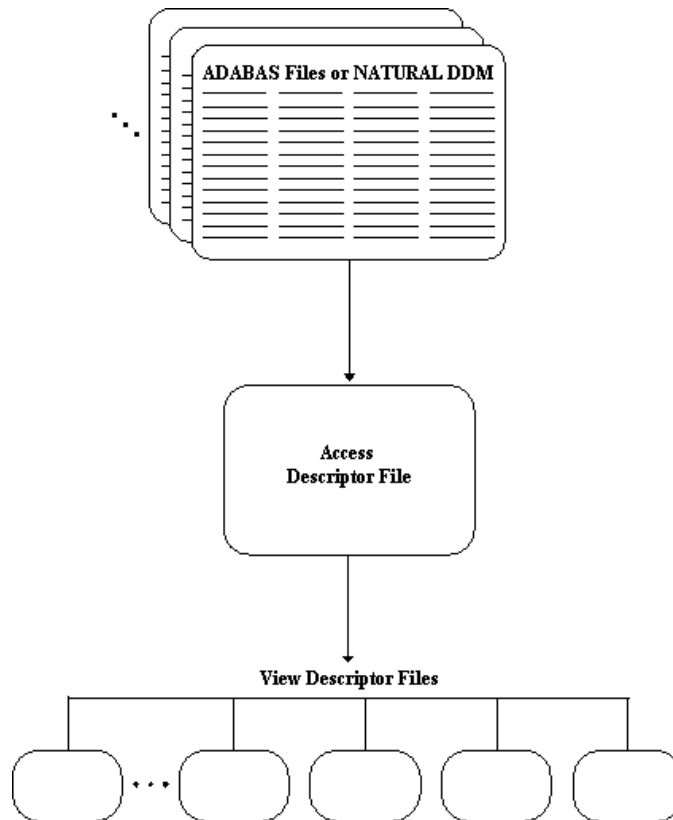 ADABAS Files or NATURAL DDM
Access
Descriptor File
View Descriptor Files